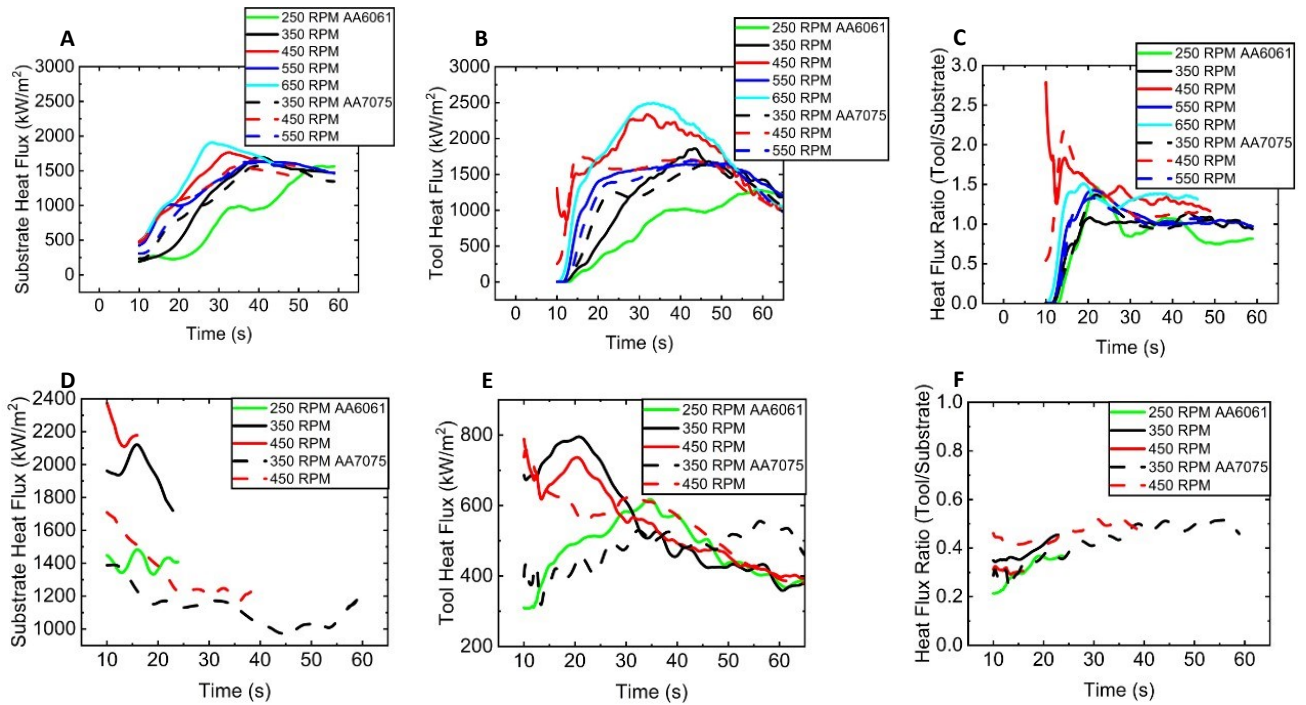 A
Substrate Heat Flux (kW/m²)
3000
2500
2000
1500
1000
500
0
0 10 20 30 40 50 60
Time (s)
250 RPM AA6061
350 RPM
450 RPM
550 RPM
650 RPM
350 RPM AA7075
450 RPM
550 RPM
B
Tool Heat Flux (kW/m²)
3000
2500
2000
1500
1000
500
0
0 10 20 30 40 50 60
Time (s)
250 RPM AA6061
350 RPM
450 RPM
550 RPM
650 RPM
350 RPM AA7075
450 RPM
550 RPM
C
Heat Flux Ratio (Tool/Substrate)
3.0
2.5
2.0
1.5
1.0
0.5
0.0
0 10 20 30 40 50 60
Time (s)
250 RPM AA6061
350 RPM
450 RPM
550 RPM
650 RPM
350 RPM AA7075
450 RPM
550 RPM
D
Substrate Heat Flux (kW/m²)
2400
2200
2000
1800
1600
1400
1200
1000
10 20 30 40 50 60
Time (s)
250 RPM AA6061
350 RPM
450 RPM
350 RPM AA7075
450 RPM
E
Tool Heat Flux (kW/m²)
800
600
400
200
10 20 30 40 50 60
Time (s)
250 RPM AA6061
350 RPM
450 RPM
350 RPM AA7075
450 RPM
F
Heat Flux Ratio (Tool/Substrate)
1.0
0.8
0.6
0.4
0.2
0.0
10 20 30 40 50 60
Time (s)
250 RPM AA6061
350 RPM
450 RPM
350 RPM AA7075
450 RPM